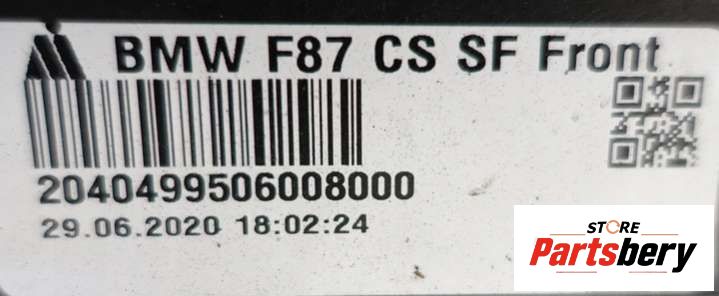 BMW F87 CS SF Front
2040499506008000
29.06.2020 18:02:24
STORE
Partsbery